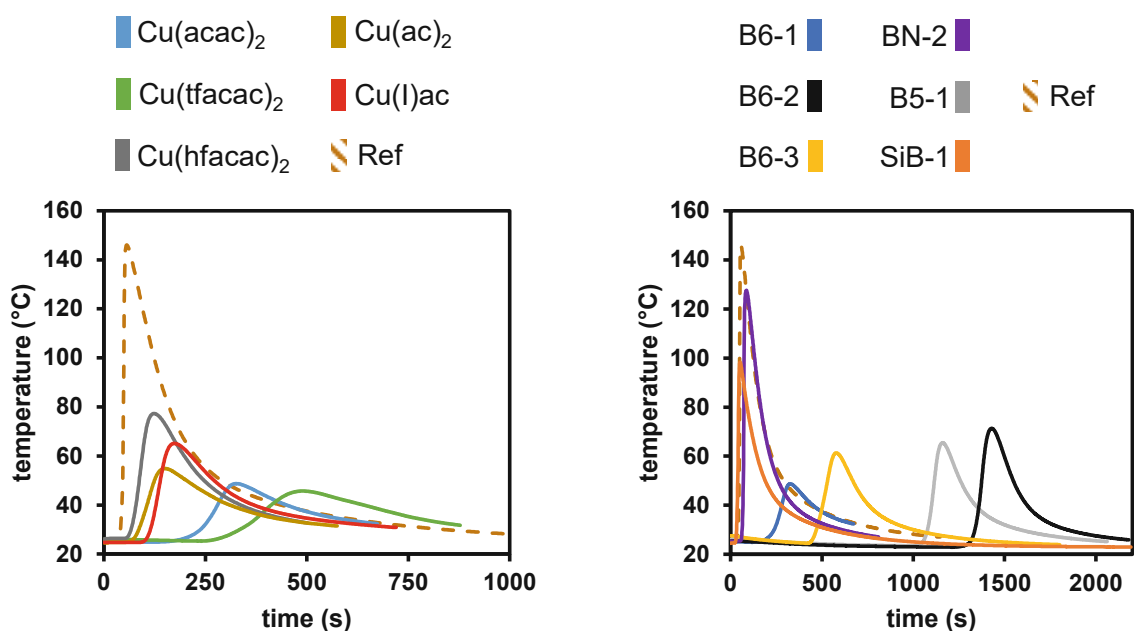 Cu(acac)₂ Cu(ac)₂
Cu(tfacac)₂ Cu(I)ac
Cu(hfacac)₂ Ref
160
140
120
100
80
60
40
20
temperature (°C)
0 250 500 750 1000
time (s)
B6-1 BN-2
B6-2 B5-1 Ref
B6-3 SiB-1
160
140
120
100
80
60
40
20
temperature (°C)
0 500 1000 1500 2000
time (s)